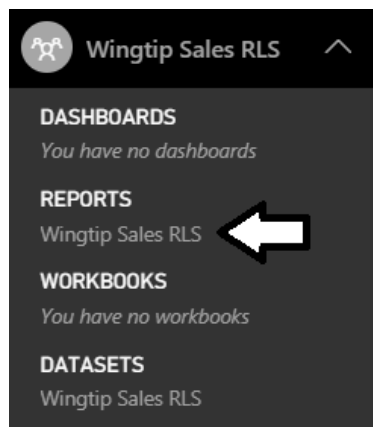 Wingtip Sales RLS
DASHBOARDS
You have no dashboards
REPORTS
Wingtip Sales RLS
WORKBOOKS
You have no workbooks
DATASETS
Wingtip Sales RLS